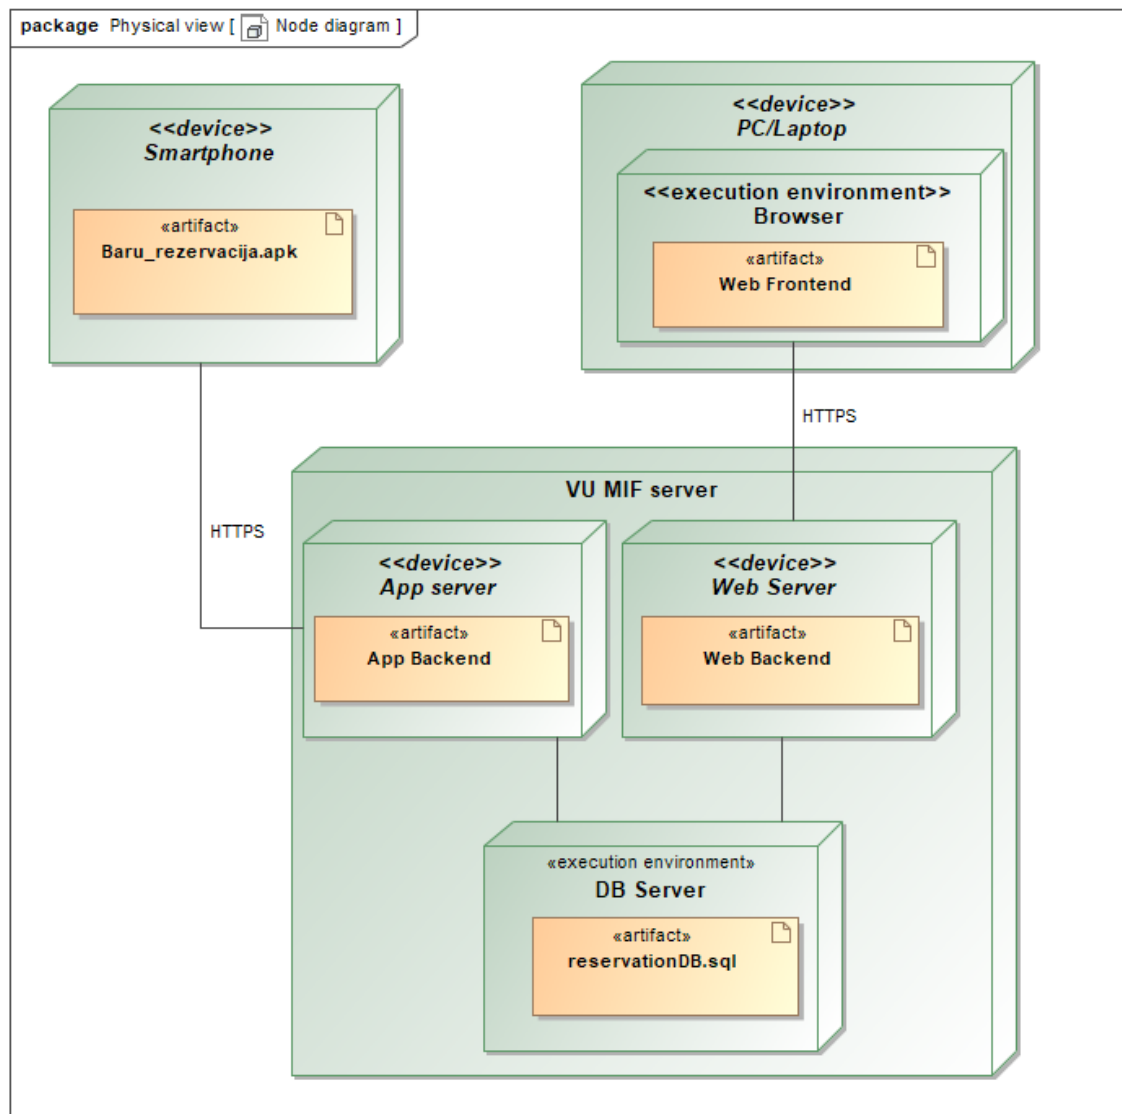 package Physical view [ Node diagram ]
<<device>>
Smartphone
«artifact»
Baru_rezervacija.apk
<<device>>
PC/Laptop
<<execution environment>>
Browser
«artifact»
Web Frontend
HTTPS
HTTPS
VU MIF server
<<device>>
App server
«artifact»
App Backend
<<device>>
Web Server
«artifact»
Web Backend
«execution environment»
DB Server
«artifact»
reservationDB.sql